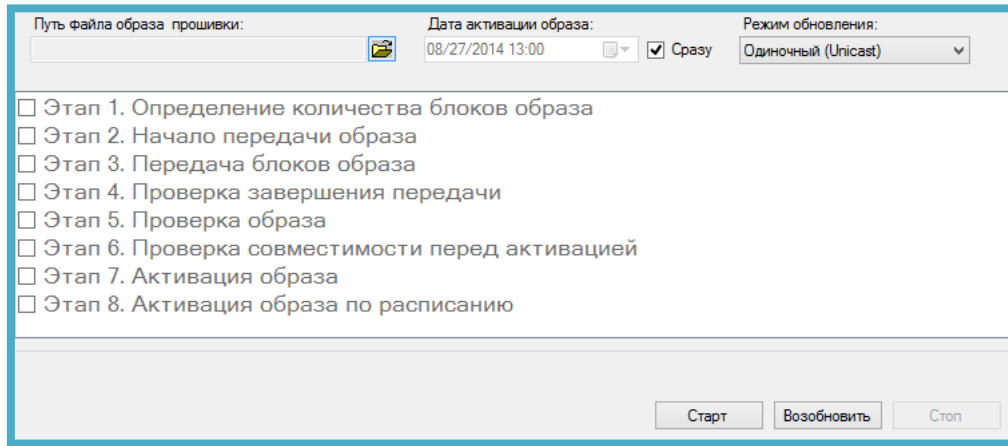 Путь файла образа прошивки:
Дата активации образа:
Режим обновления:
08/27/2014 13:00
Сразу
Одиночный (Unicast)
Этап 1. Определение количества блоков образа
Этап 2. Начало передачи образа
Этап 3. Передача блоков образа
Этап 4. Проверка завершения передачи
Этап 5. Проверка образа
Этап 6. Проверка совместимости перед активацией
Этап 7. Активация образа
Этап 8. Активация образа по расписанию
Старт
Возобновить
Стоп